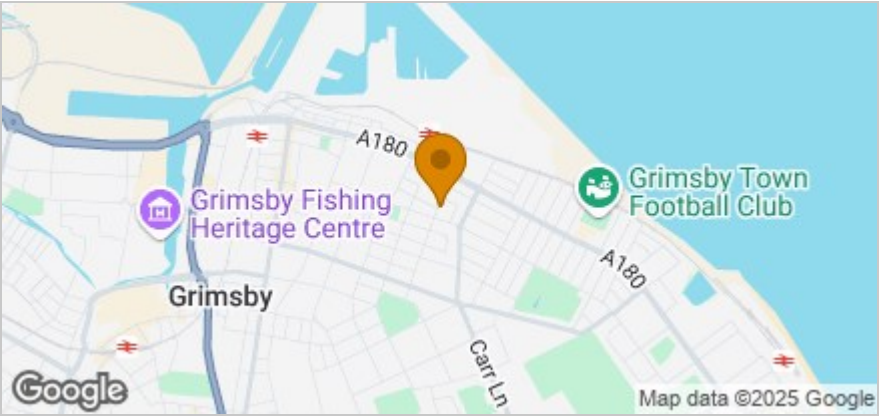 A180
Grimsby Town
Football Club
Grimsby Fishing
Heritage Centre
A180
Grimsby
Carr Ln
Google
Map data ©2025 Google